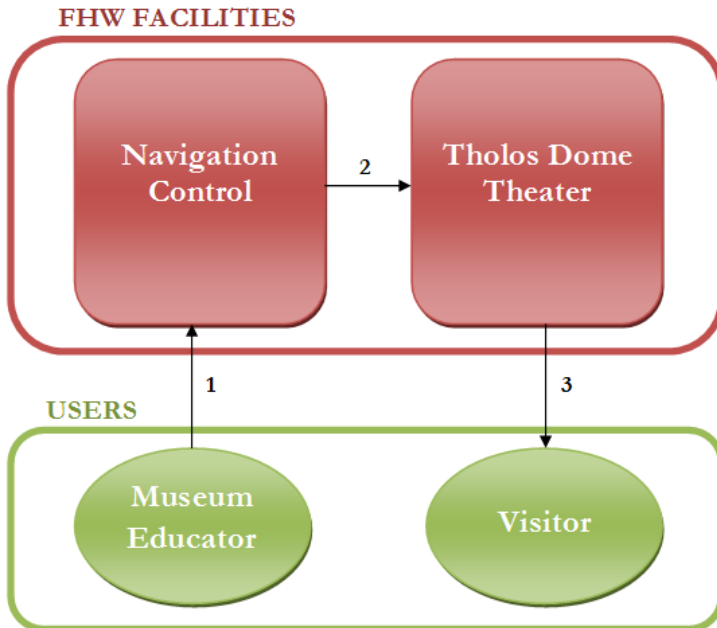 FHW FACILITIES
Navigation
Control
2
Tholos Dome
Theater
1
3
USERS
Museum
Educator
Visitor